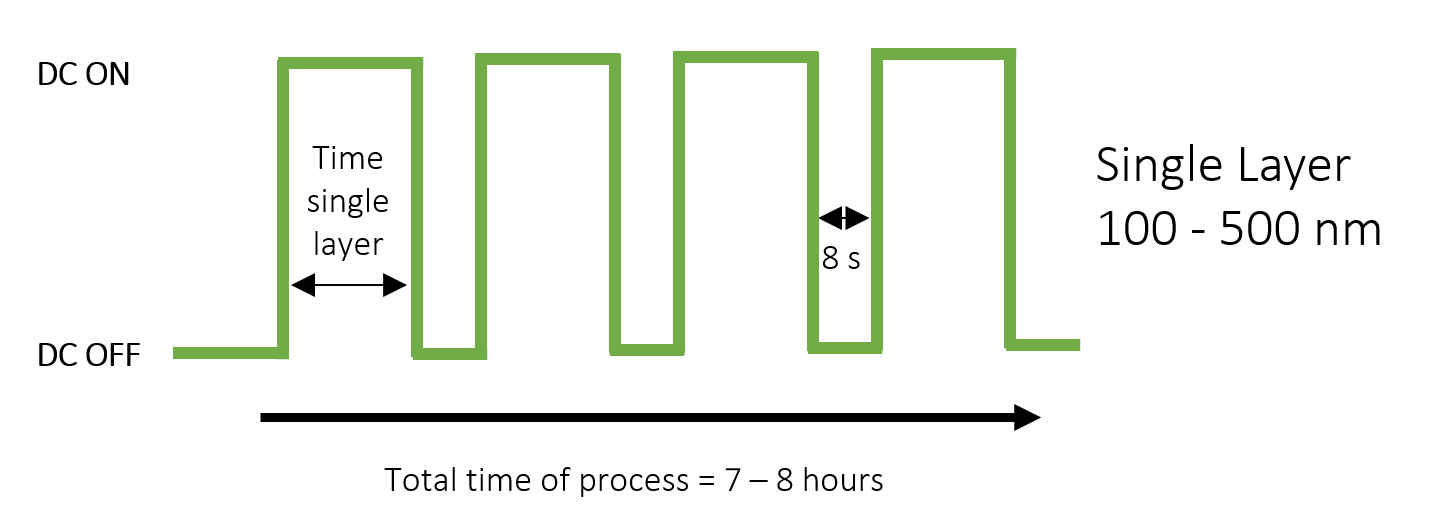 DC ON
Time
single
layer
8 s
Single Layer
100 - 500 nm
DC OFF
Total time of process = 7 – 8 hours